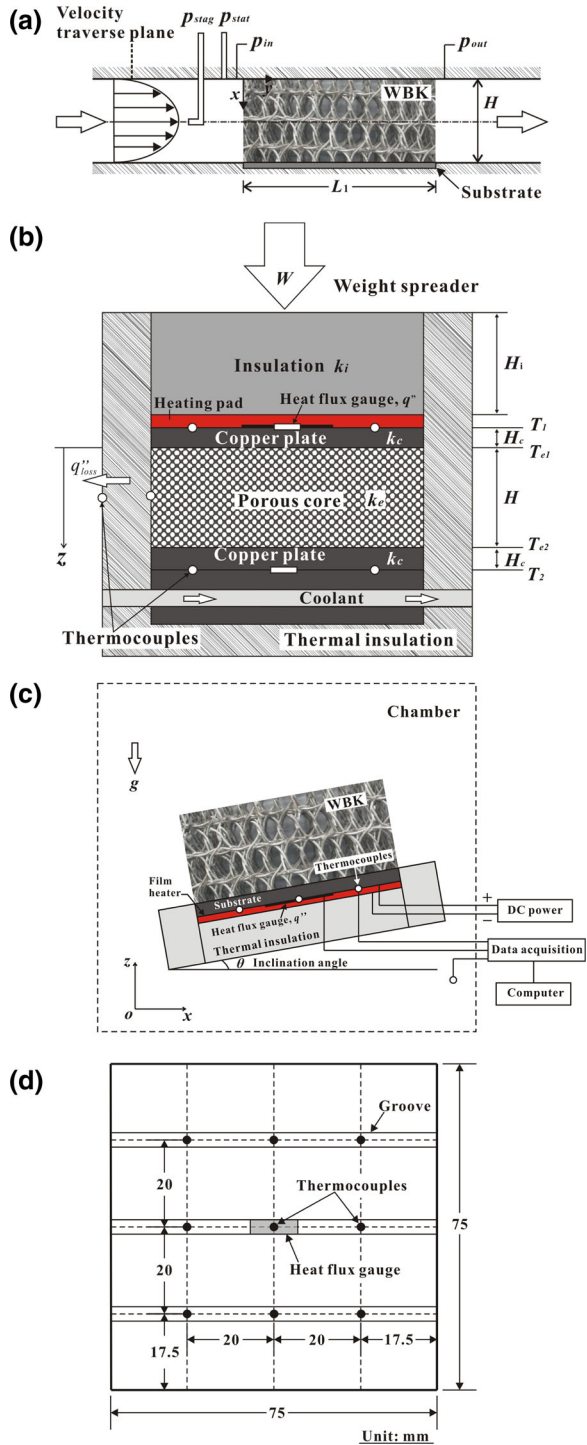 (a)
Velocity
traverse plane
p_stag p_stat
p_in
p_out
y
x
WBK
H
L_1
Substrate
(b)
W
Weight spreader
Insulation k_i
H_i
Heating pad
Heat flux gauge, q"
T_1
Copper plate k_c
H_c
T_e1
q''_loss
Porous core k_e
H
z
T_e2
Copper plate k_c
H_c
T_2
Coolant
Thermocouples
Thermal insulation
(c)
Chamber
g
WBK
Thermocouples
Film
heater
Substrate
Heat flux gauge, q''
Thermal insulation
+
−
DC power
Data acquisition
Computer
θ Inclination angle
z
o
x
(d)
Groove
20
Thermocouples
75
20
Heat flux gauge
17.5
20
20
17.5
75
Unit: mm